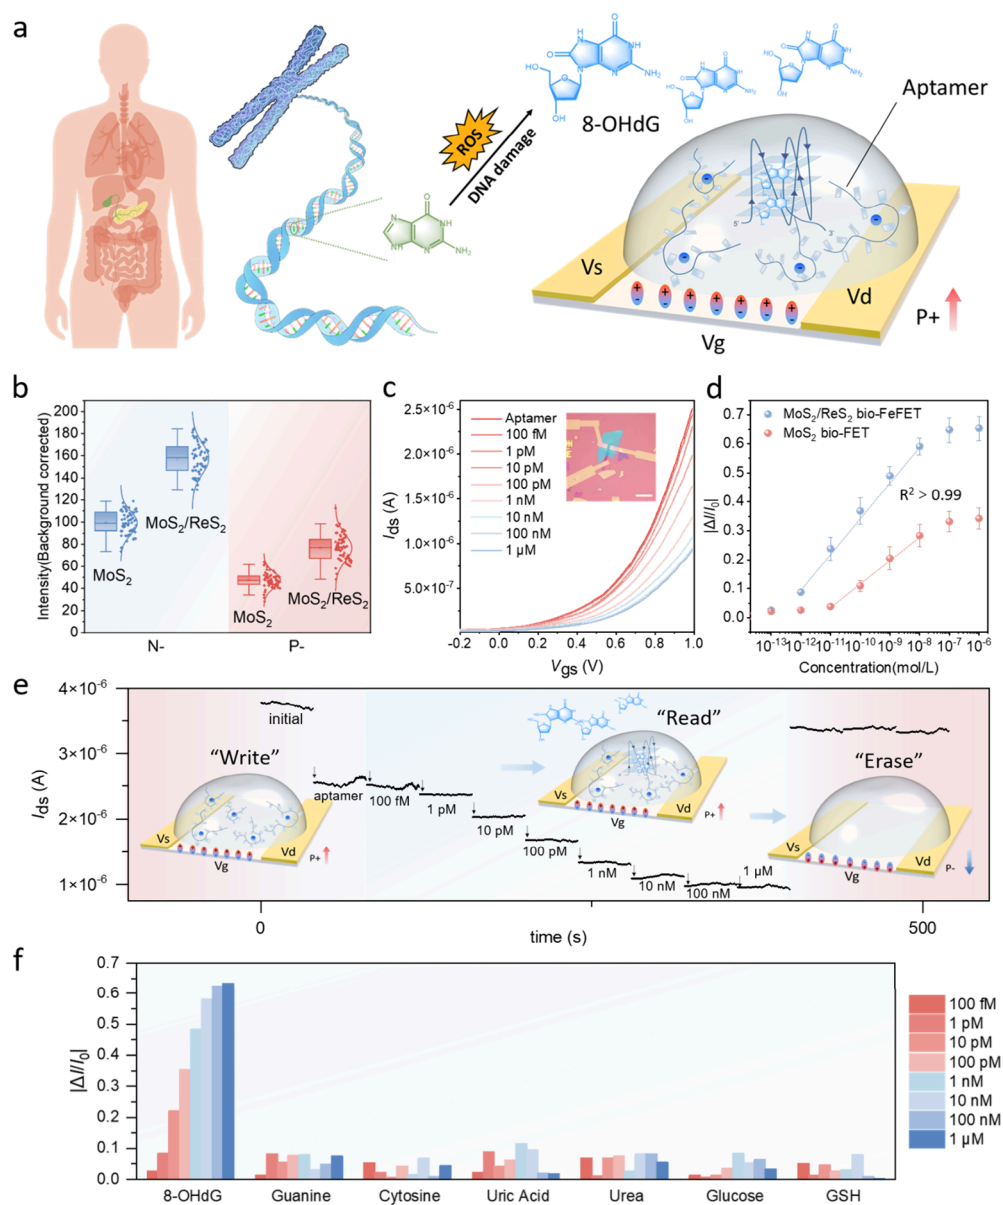 a
8-OHdG
ROS
DNA damage
Aptamer
5'
3'
Vs
Vd
Vg
P+
O
NH
N
NH₂
HN
HO
OH
b
Intensity(Background corrected)
200
180
160
140
120
100
80
60
40
20
0
MoS₂
MoS₂/ReS₂
MoS₂
MoS₂/ReS₂
N-
P-
c
Ids (A)
2.5×10⁻⁶
2.0×10⁻⁶
1.5×10⁻⁶
1.0×10⁻⁶
5.0×10⁻⁷
Aptamer
100 fM
1 pM
10 pM
100 pM
1 nM
10 nM
100 nM
1 µM
-0.2 0.0 0.2 0.4 0.6 0.8 1.0
Vgs (V)
d
|ΔI/I₀|
0.7
0.6
0.5
0.4
0.3
0.2
0.1
0.0
MoS₂/ReS₂ bio-FeFET
MoS₂ bio-FET
R² > 0.99
10⁻¹³ 10⁻¹² 10⁻¹¹ 10⁻¹⁰ 10⁻⁹ 10⁻⁸ 10⁻⁷ 10⁻⁶
Concentration(mol/L)
e
Ids (A)
4×10⁻⁶
3×10⁻⁶
2×10⁻⁶
1×10⁻⁶
initial
“Write”
Vs
Vd
Vg
P+
aptamer
100 fM
1 pM
10 pM
100 pM
1 nM
10 nM
100 nM
1 µM
“Read”
Vs
Vd
Vg
P+
“Erase”
Vs
Vd
Vg
P-
0
500
time (s)
f
|ΔI/I₀|
0.7
0.6
0.5
0.4
0.3
0.2
0.1
0.0
8-OHdG Guanine Cytosine Uric Acid Urea Glucose GSH
100 fM
1 pM
10 pM
100 pM
1 nM
10 nM
100 nM
1 µM